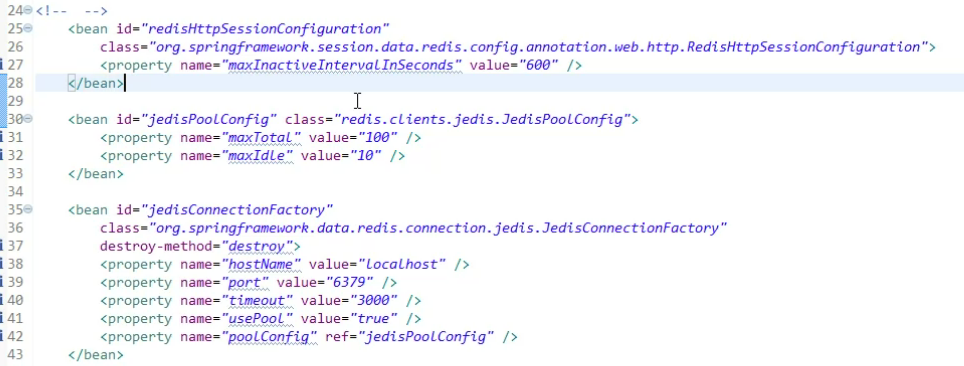 24 <!--  -->
25 <bean id="redisHttpSessionConfiguration"
26 class="org.springframework.session.data.redis.config.annotation.web.http.RedisHttpSessionConfiguration">
27 <property name="maxInactiveIntervalInSeconds" value="600" />
28 </bean>
29
30 <bean id="jedisPoolConfig" class="redis.clients.jedis.JedisPoolConfig">
31 <property name="maxTotal" value="100" />
32 <property name="maxIdle" value="10" />
33 </bean>
34
35 <bean id="jedisConnectionFactory"
36 class="org.springframework.data.redis.connection.jedis.JedisConnectionFactory"
37 destroy-method="destroy">
38 <property name="hostName" value="localhost" />
39 <property name="port" value="6379" />
40 <property name="timeout" value="3000" />
41 <property name="usePool" value="true" />
42 <property name="poolConfig" ref="jedisPoolConfig" />
43 </bean>